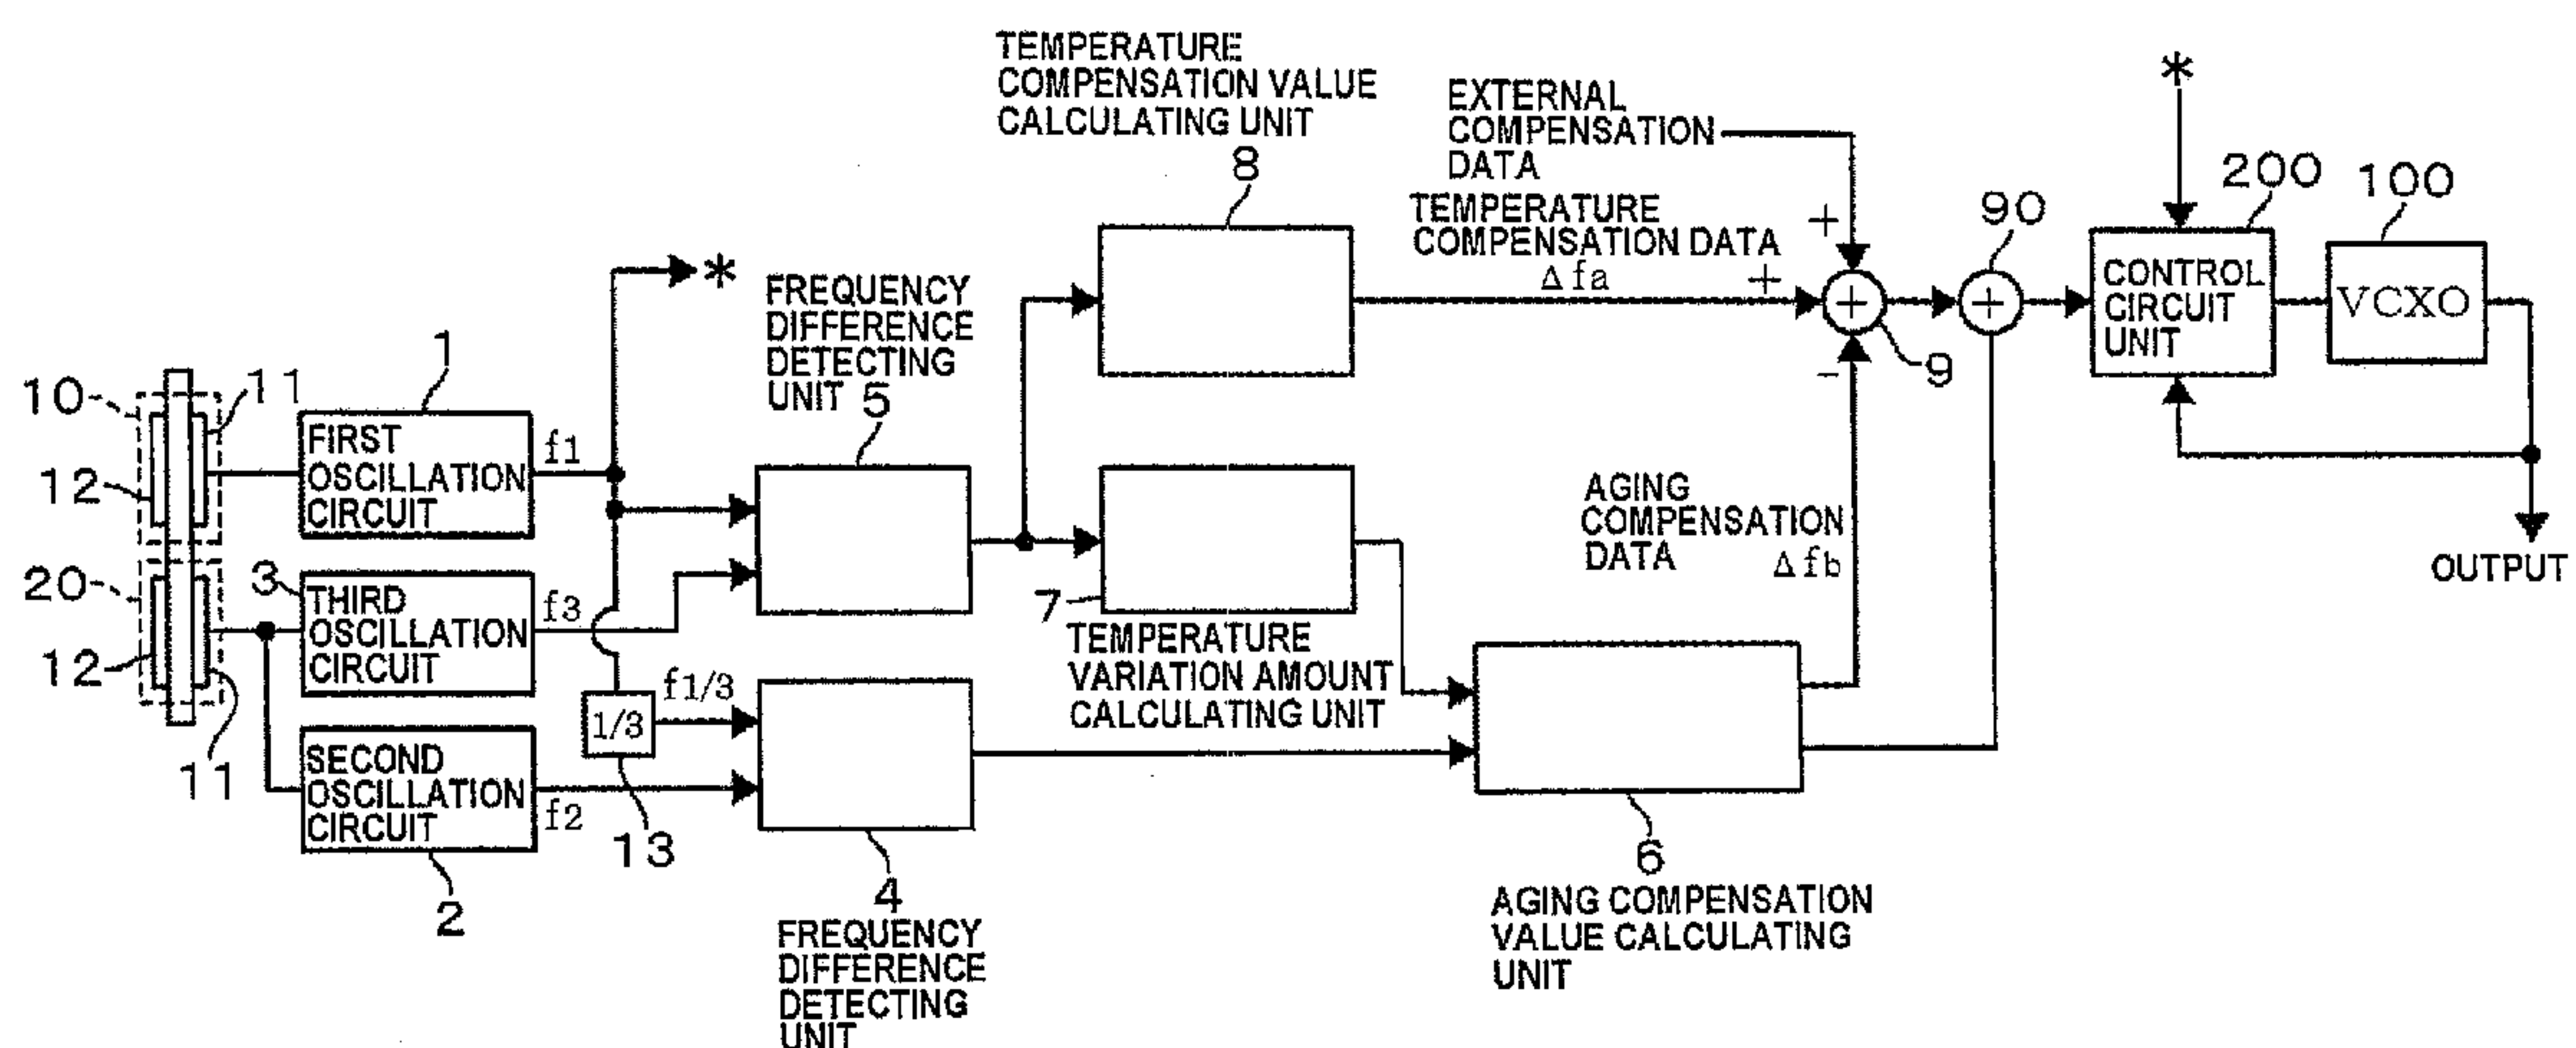 TEMPERATURE
COMPENSATION VALUE
CALCULATING UNIT
8
EXTERNAL
COMPENSATION
DATA
TEMPERATURE
COMPENSATION DATA
Δfa
+
+
-
+
9
+
90
*
200
CONTROL
CIRCUIT
UNIT
100
VCXO
OUTPUT
*
FREQUENCY
DIFFERENCE
DETECTING
UNIT 5
10
11
12
1
FIRST
OSCILLATION
CIRCUIT
f1
20
12
11
3
THIRD
OSCILLATION
CIRCUIT
f3
SECOND
OSCILLATION
CIRCUIT
f2
2
1/3
f1/3
13
4
FREQUENCY
DIFFERENCE
DETECTING
UNIT
7
TEMPERATURE
VARIATION AMOUNT
CALCULATING UNIT
AGING
COMPENSATION
DATA
Δfb
6
AGING COMPENSATION
VALUE CALCULATING
UNIT